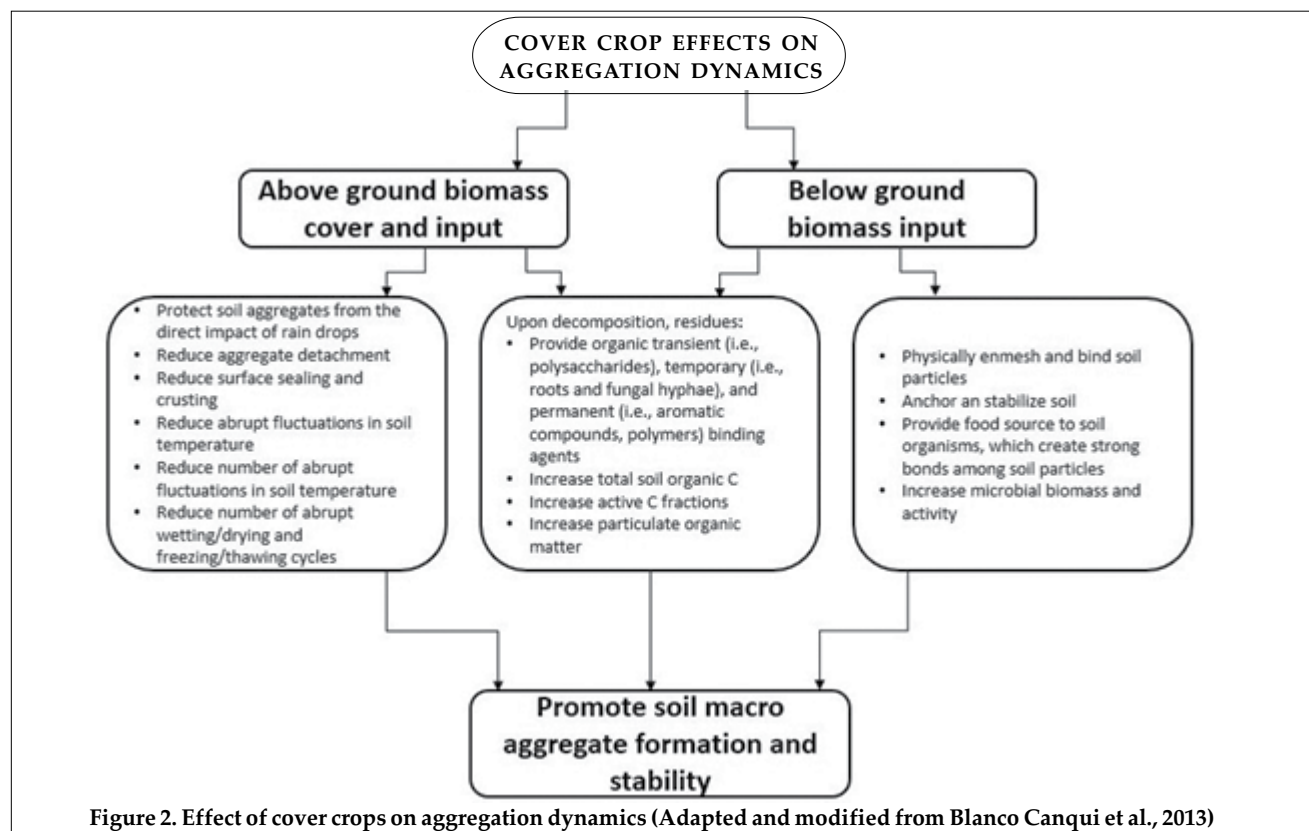 COVER CROP EFFECTS ON
AGGREGATION DYNAMICS
Above ground biomass
cover and input
Below ground
biomass input
• Protect soil aggregates from the
direct impact of rain drops
• Reduce aggregate detachment
• Reduce surface sealing and
crusting
• Reduce abrupt fluctuations in soil
temperature
• Reduce number of abrupt
fluctuations in soil temperature
• Reduce number of abrupt
wetting/drying and
freezing/thawing cycles
Upon decomposition, residues:
• Provide organic transient (i.e.,
polysaccharides), temporary (i.e.,
roots and fungal hyphae), and
permanent (i.e., aromatic
compounds, polymers) binding
agents
• Increase total soil organic C
• Increase active C fractions
• Increase particulate organic
matter
• Physically enmesh and bind soil
particles
• Anchor an stabilize soil
• Provide food source to soil
organisms, which create strong
bonds among soil particles
• Increase microbial biomass and
activity
Promote soil macro
aggregate formation and
stability
Figure 2. Effect of cover crops on aggregation dynamics (Adapted and modified from Blanco Canqui et al., 2013)